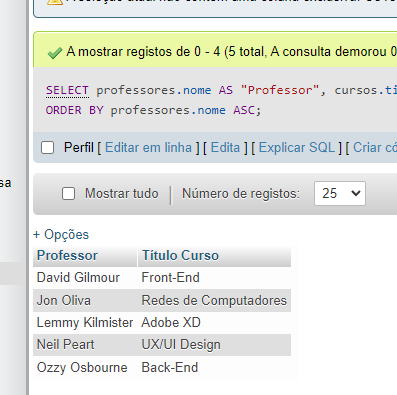 A mostrar registos de 0 - 4 (5 total, A consulta demorou 0
SELECT professores.nome AS "Professor", cursos.ti
ORDER BY professores.nome ASC;
Perfil [ Editar em linha ] [ Edita ] [ Explicar SQL ] [ Criar có
sa
Mostrar tudo Número de registos: 25
+ Opções
Professor Título Curso
David Gilmour Front-End
Jon Oliva Redes de Computadores
Lemmy Kilmister Adobe XD
Neil Peart UX/UI Design
Ozzy Osbourne Back-End